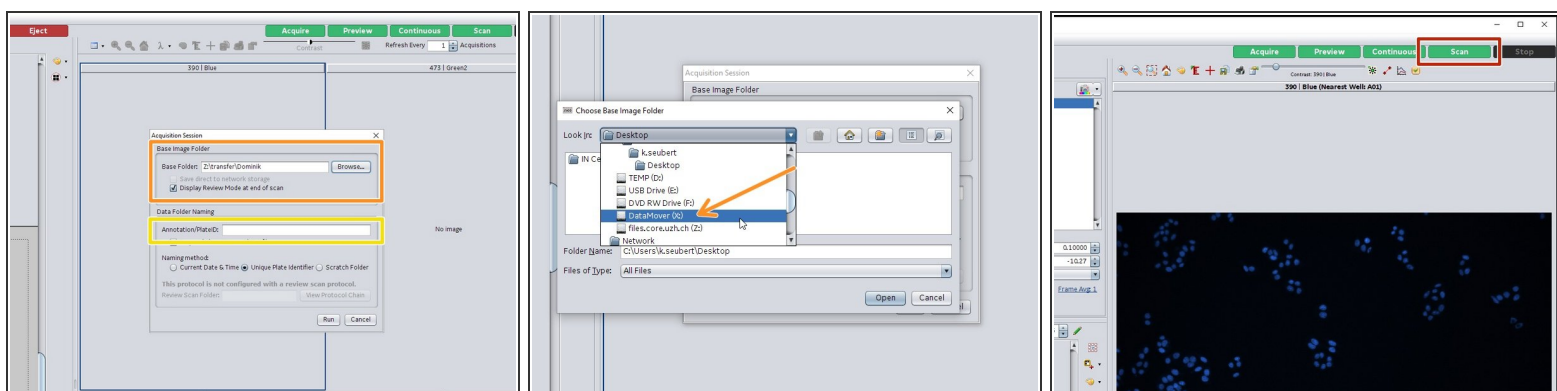 Eject
Acquire Preview Continuous Scan
Contrast
Refresh Every 1 Acquisitions
390 | Blue 473 | Green2
Acquisition Session
Base Image Folder
Base Folder: Z:\transfer\Dominik Browse...
Save direct to network storage
Display Review Mode at end of scan
Data Folder Naming
Annotation/PlateID:
Naming method:
Current Date & Time Unique Plate Identifier Scratch Folder
This protocol is not configured with a review scan protocol.
Review Scan Folder: View Protocol Chain
Run Cancel
No image
Acquisition Session
Base Image Folder
Choose Base Image Folder
Look In: Desktop
IN Ce
k.seubert
Desktop
TEMP (D:)
USB Drive (E:)
DVD RW Drive (F:)
DataMover (X:)
files.core.uzh.ch (Z:)
Network
Folder Name: C:\Users\k.seubert\Desktop
Files of Type: All Files
Open Cancel
Acquire Preview Continuous Scan Stop
Contrast: 390 | Blue
390 | Blue (Nearest Well: A01)
0.10000
-10.27
Frame Avg: 1